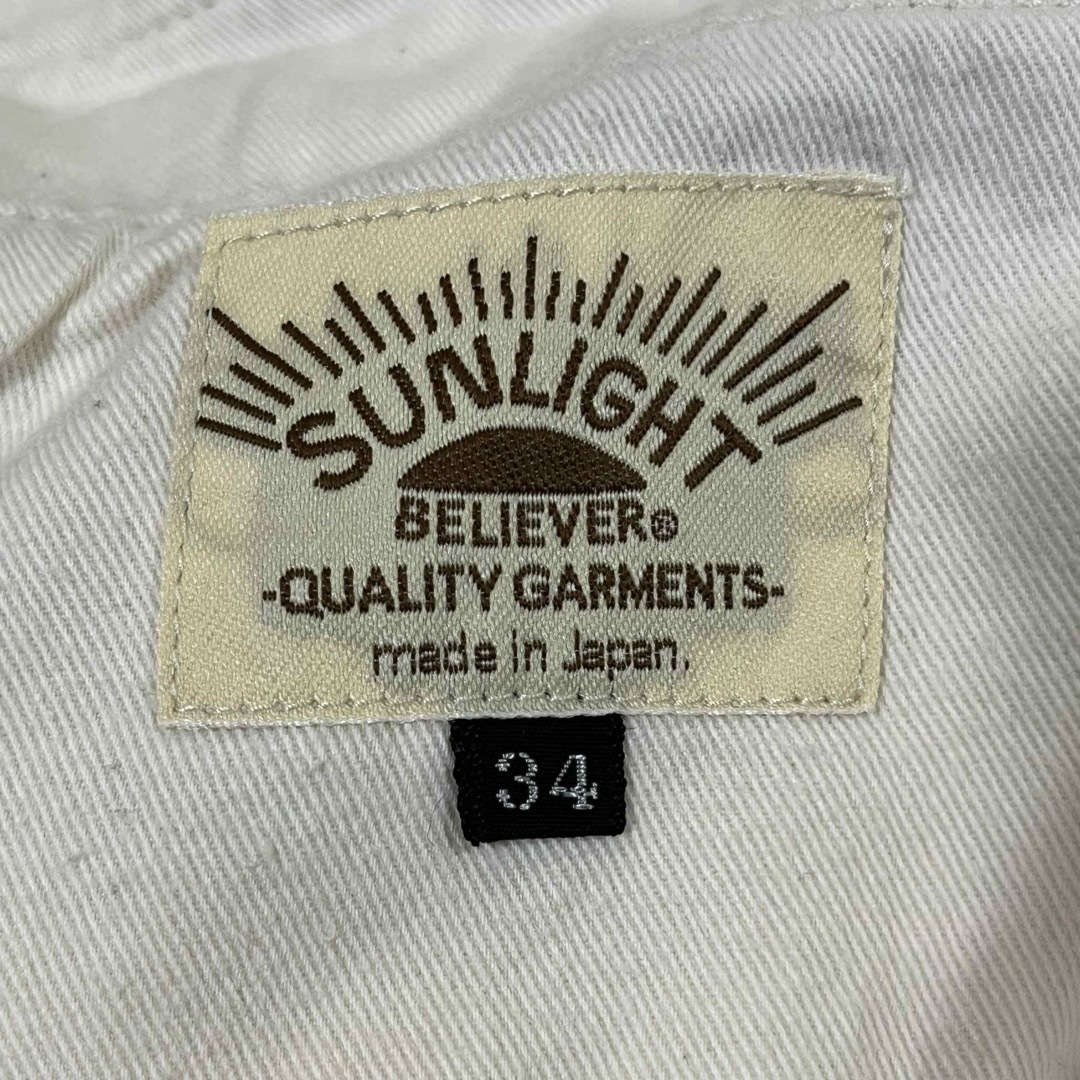 SUNLIGHT
BELIEVER®
-QUALITY GARMENTS-
made in Japan.
34